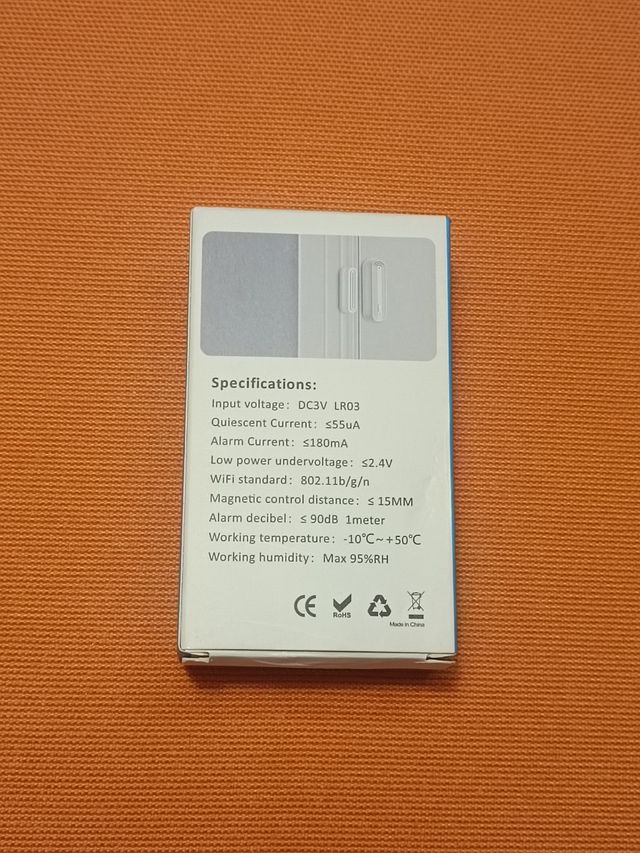 Specifications:
Input voltage: DC3V LR03
Quiescent Current: ≤55uA
Alarm Current: ≤180mA
Low power undervoltage: ≤2.4V
WiFi standard: 802.11b/g/n
Magnetic control distance: ≤ 15MM
Alarm decibel: ≤ 90dB 1meter
Working temperature: -10℃~+50℃
Working humidity: Max 95%RH
CE
RoHS
Made in China